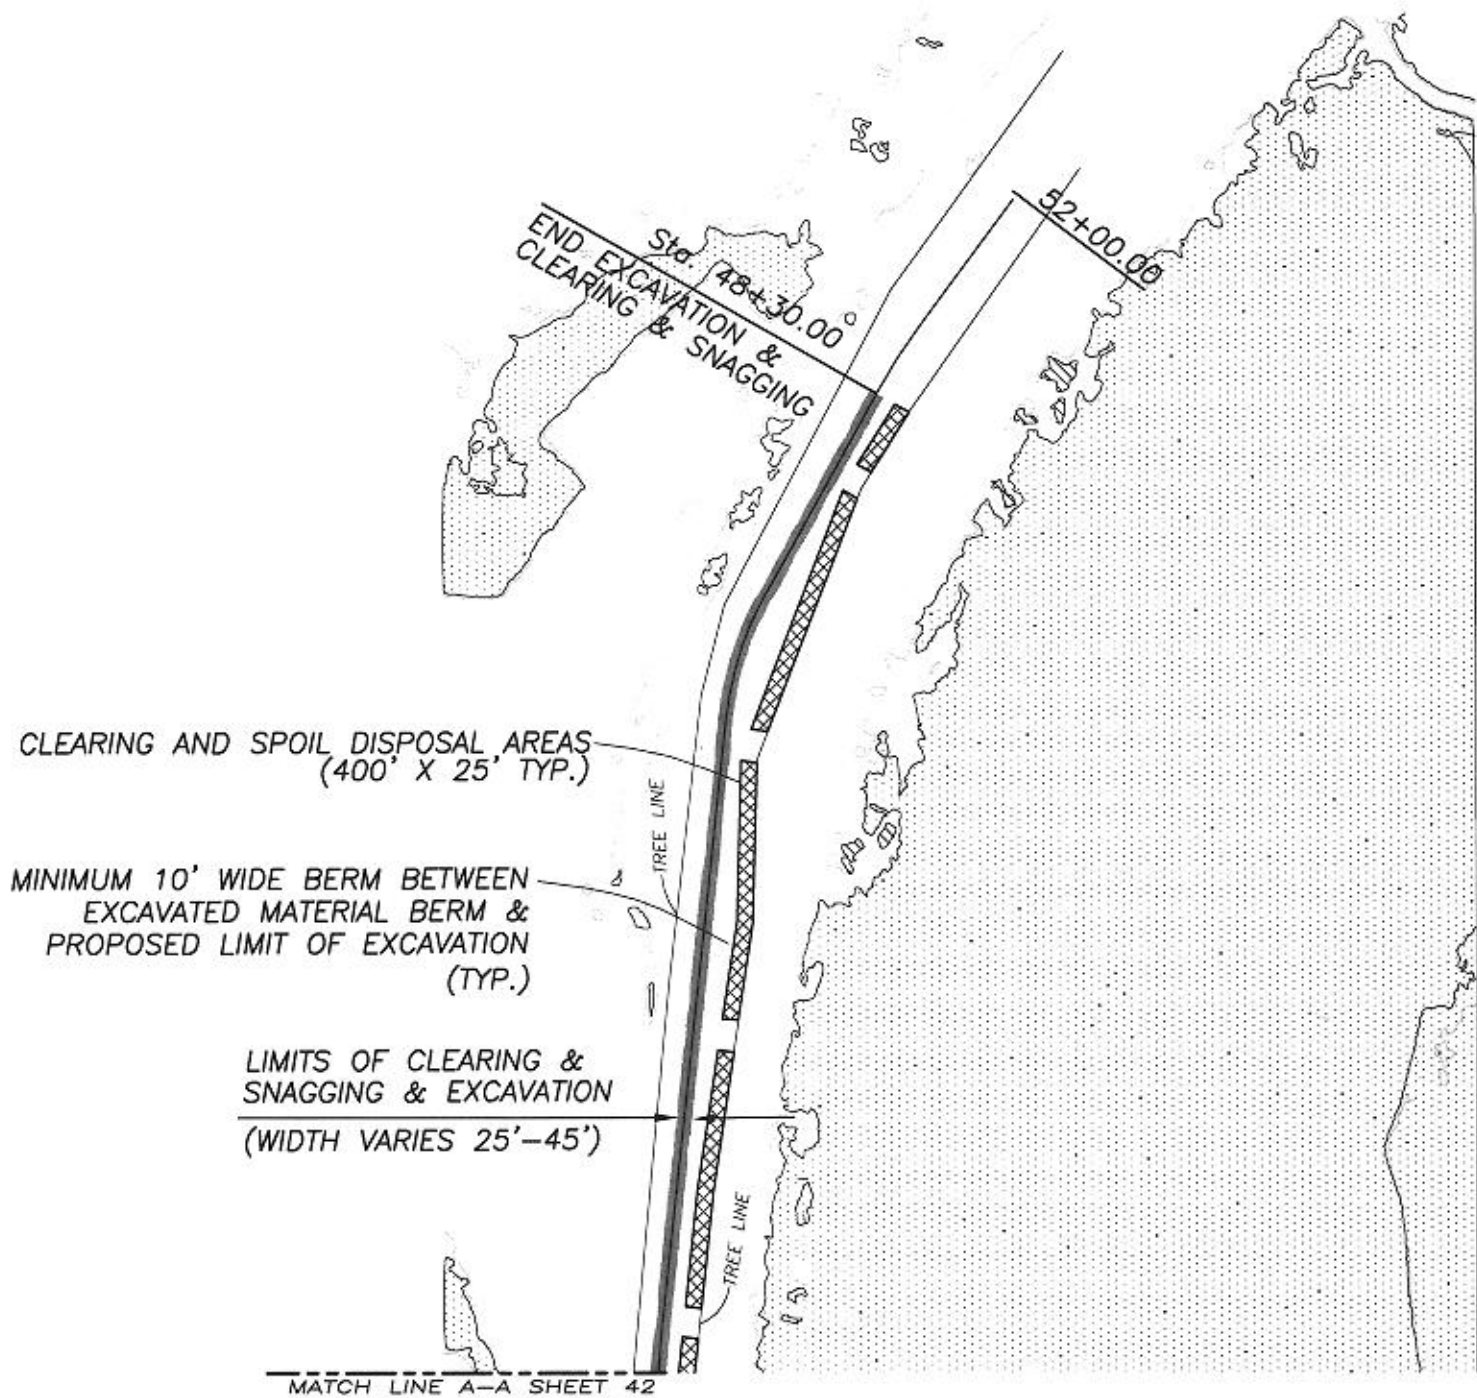 52+00.00
Sta. 48+30.00
END EXCAVATION &
CLEARING & SNAGGING
CLEARING AND SPOIL DISPOSAL AREAS
(400' X 25' TYP.)
TREE LINE
MINIMUM 10' WIDE BERM BETWEEN
EXCAVATED MATERIAL BERM &
PROPOSED LIMIT OF EXCAVATION
(TYP.)
LIMITS OF CLEARING &
SNAGGING & EXCAVATION
(WIDTH VARIES 25'-45')
TREE LINE
MATCH LINE A-A SHEET 42